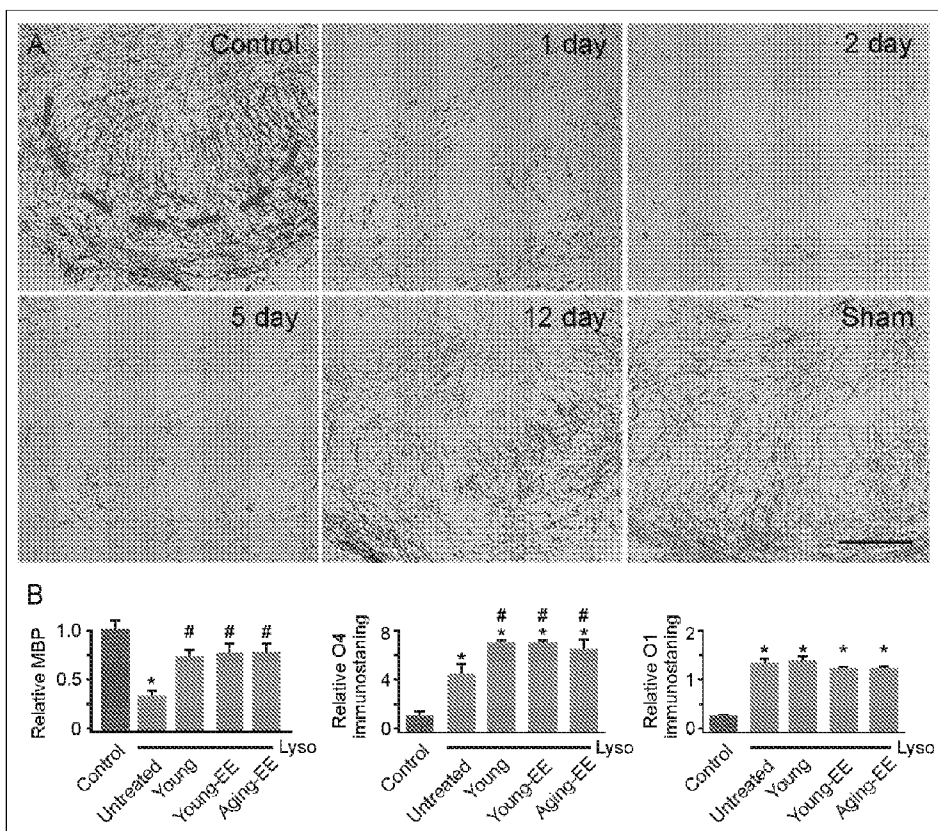 A Control 1 day 2 day
5 day 12 day Sham
B
Relative MBP
1.0
0.5
0
# # #
*
Control
Untreated
Young
Young-EE
Aging-EE
Lyso
Relative O4
immunostaning
8
4
0
# # #
* * * *
Control
Untreated
Young
Young-EE
Aging-EE
Lyso
Relative O1
immunostaning
2
1
0
* * * *
Control
Untreated
Young
Young-EE
Aging-EE
Lyso